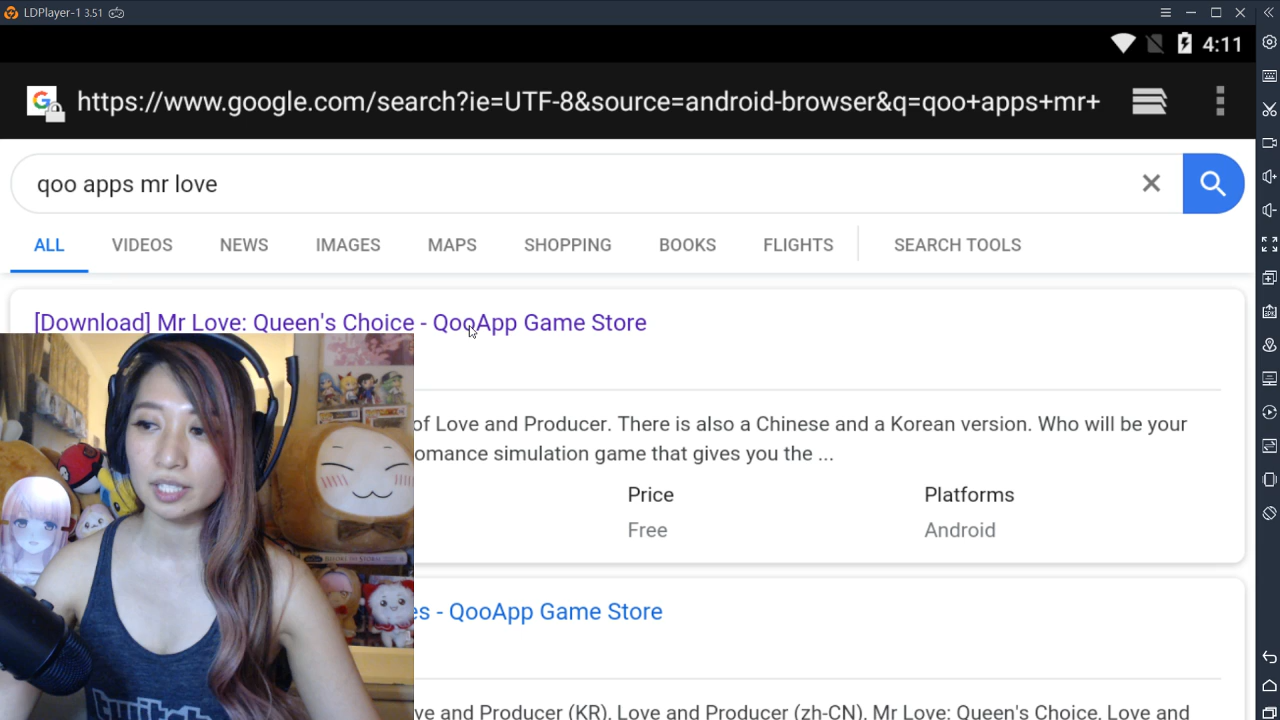 LDPlayer-1 3.51
4:11
https://www.google.com/search?ie=UTF-8&source=android-browser&q=qoo+apps+mr+
qoo apps mr love
ALL VIDEOS NEWS IMAGES MAPS SHOPPING BOOKS FLIGHTS SEARCH TOOLS
[Download] Mr Love: Queen's Choice - QooApp Game Store
of Love and Producer. There is also a Chinese and a Korean version. Who will be your
omance simulation game that gives you the ...
Price Platforms
Free Android
es - QooApp Game Store
ve and Producer (KR), Love and Producer (zh-CN), Mr Love: Queen's Choice, Love and
twitch